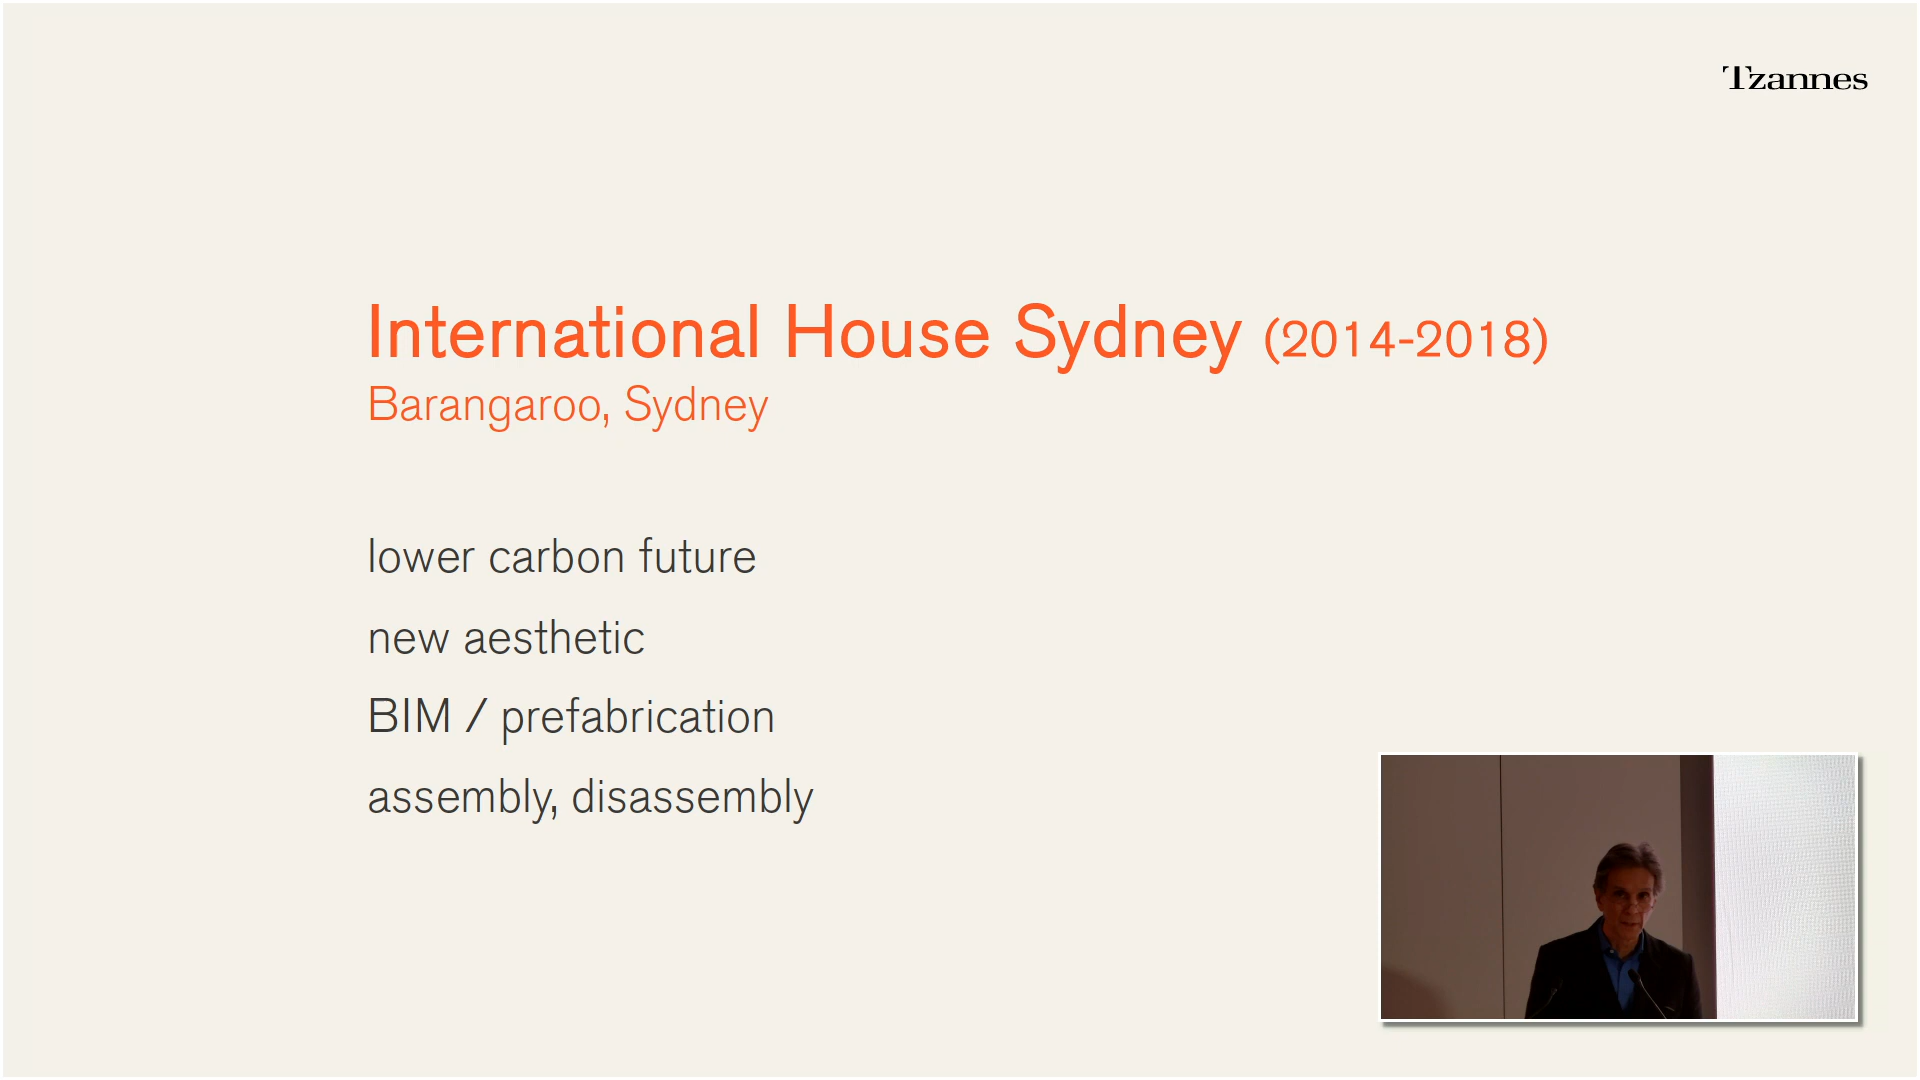 Tzannes
International House Sydney (2014-2018)
Barangaroo, Sydney
lower carbon future
new aesthetic
BIM / prefabrication
assembly, disassembly